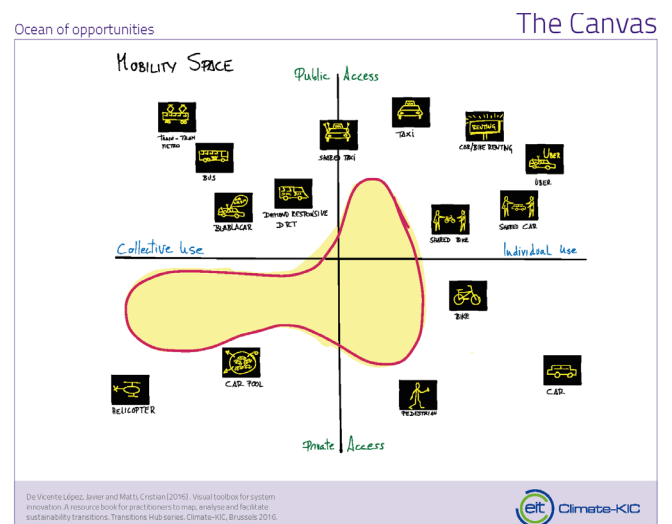 Ocean of opportunities
The Canvas
MOBILITY SPACE
Public Access
TRAIN-TRAM
METRO
BUS
BLABLACAR
DEMAND RESPONSIVE
DRT
SHARED TAXI
TAXI
RENTING
CAR/BIKE RENTING
UBER
UBER
SHARED BIKE
SHARED CAR
Collective Use
Individual Use
BIKE
HELICOPTER
CAR POOL
PEDESTRIAN
CAR
Private Access
De Vicente López, Javier and Matti, Cristian (2016). Visual toolbox for system
innovation. A resource book for practitioners to map, analyse and facilitate
sustainability transitions. Transitions Hub series. Climate-KIC, Brussels 2016.
eit Climate-KIC